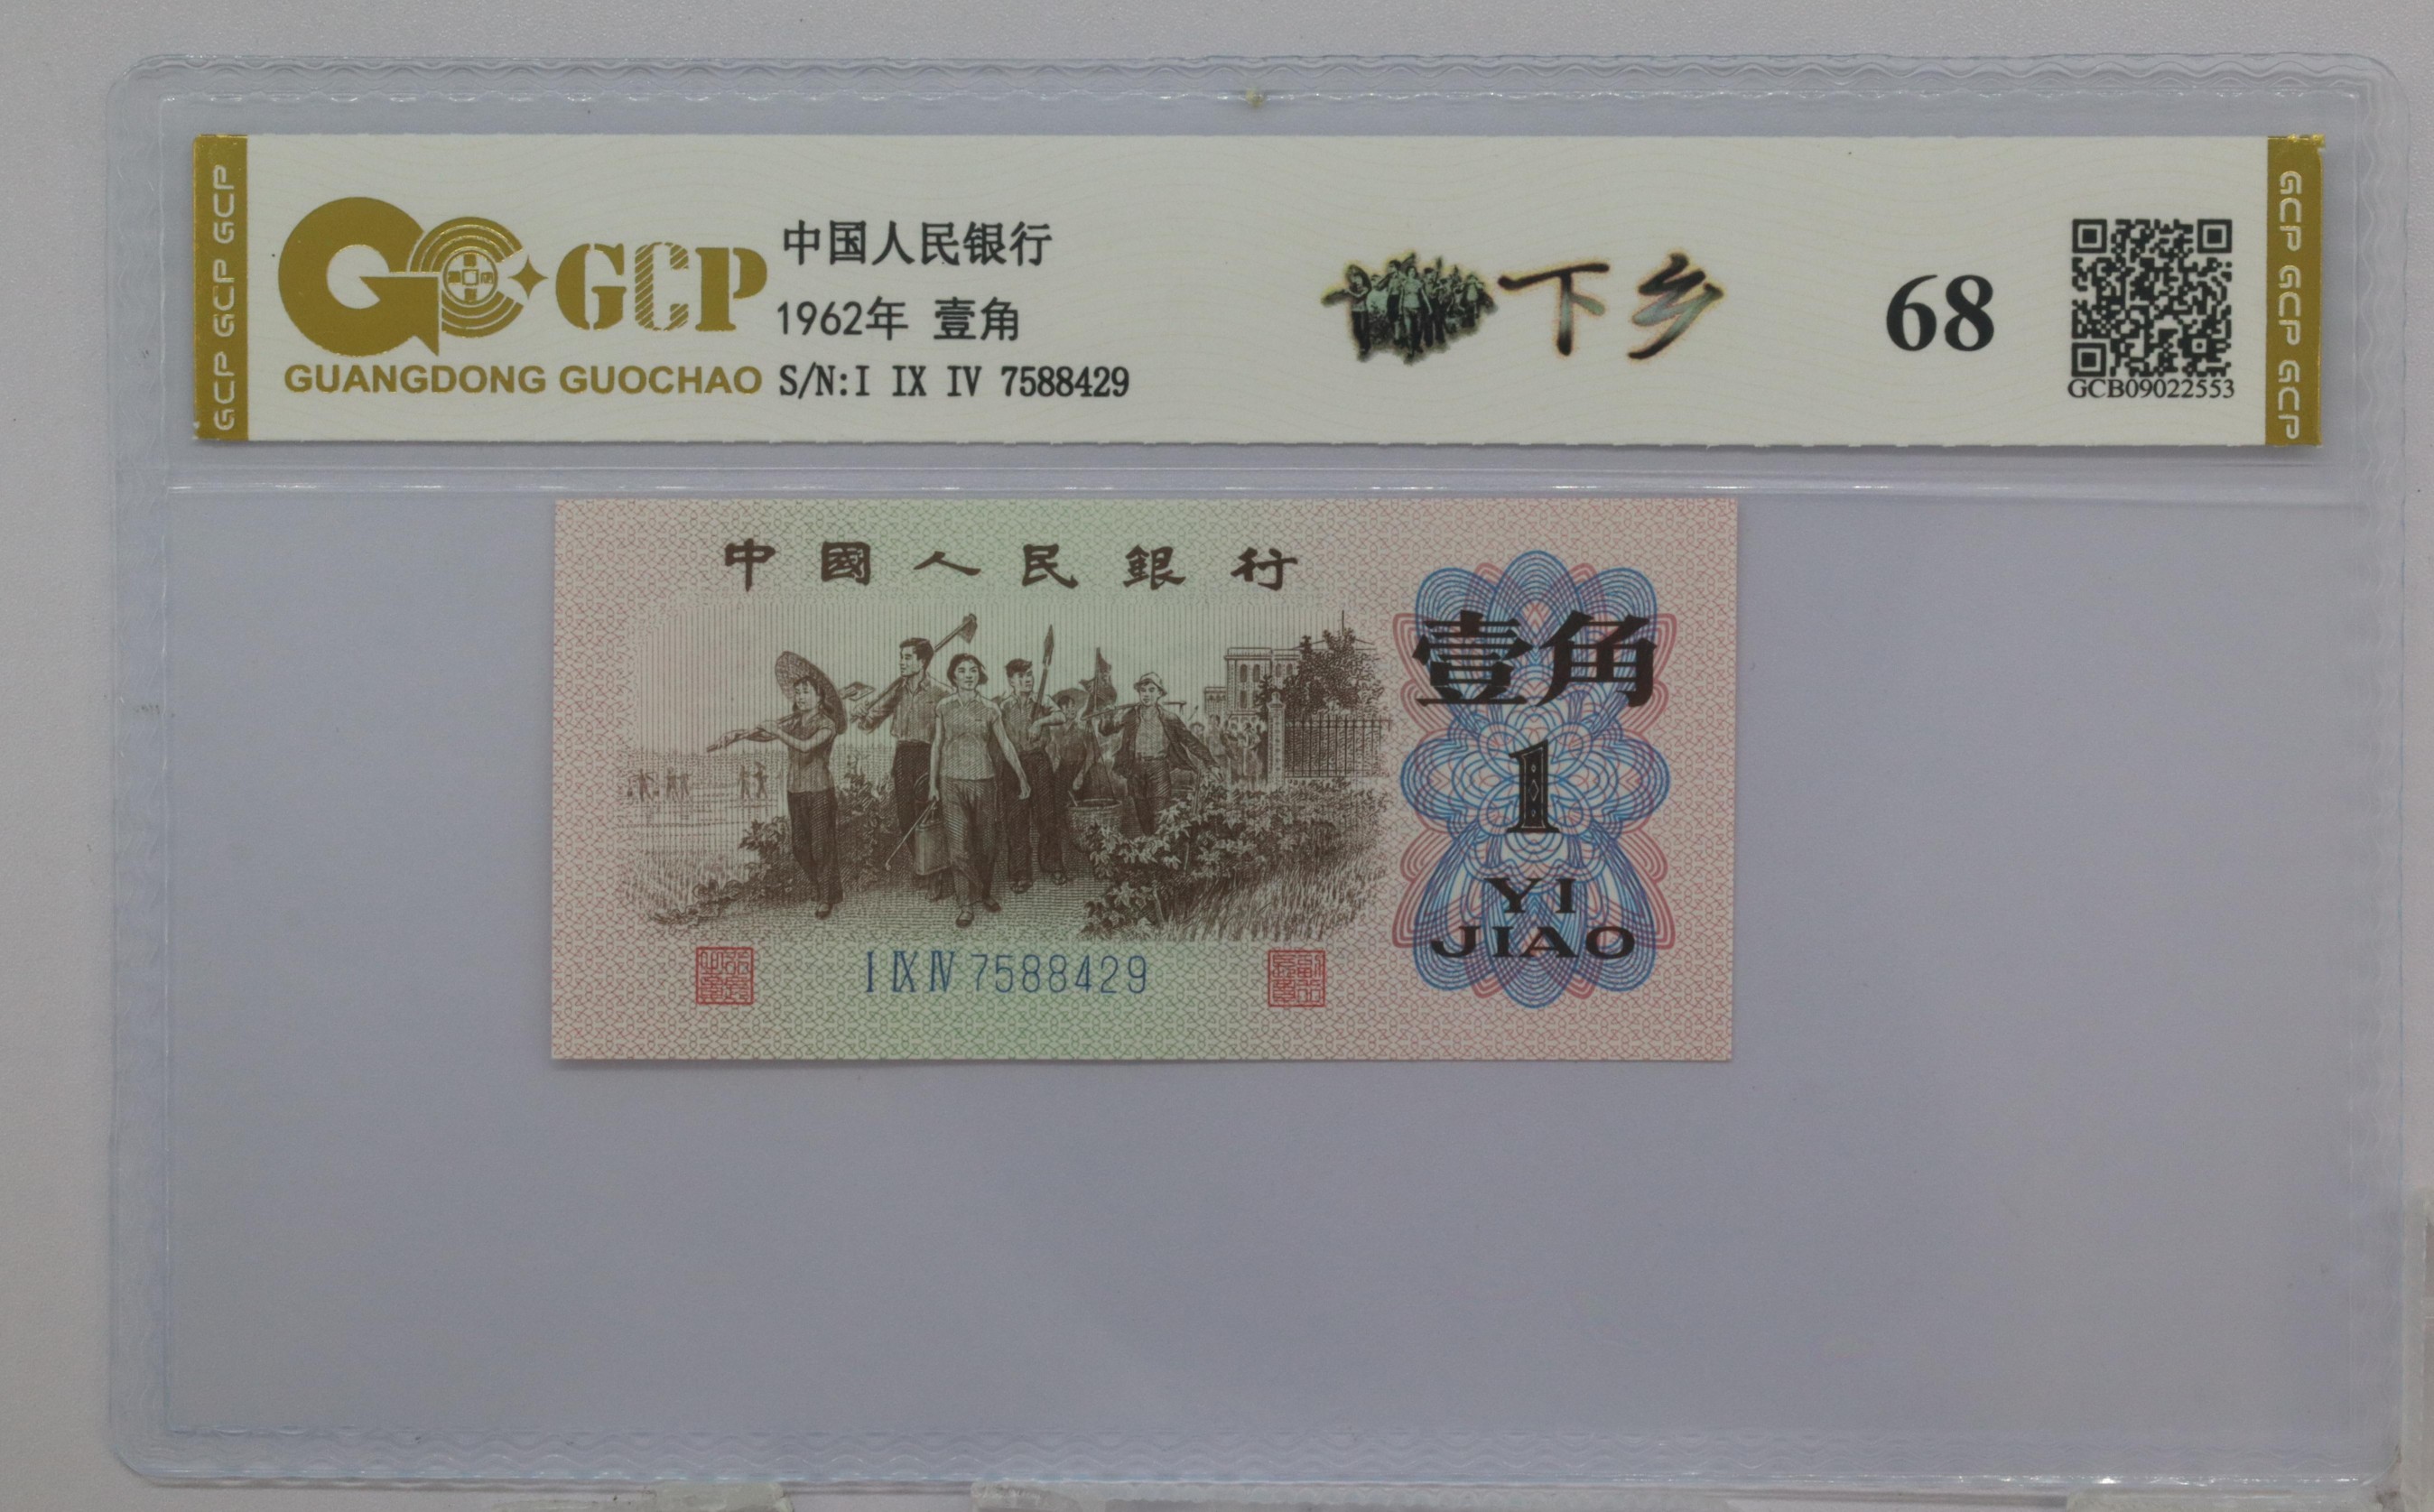 GCP GCP GCP
GCP
GUANGDONG GUOCHAO
中国人民银行
1962年 壹角
S/N:I IX IV 7588429
下乡
68
GCB09022553
GCP GCP GCP
中國人民銀行
壹角
1
YI
JIAO
I IX IV 7588429